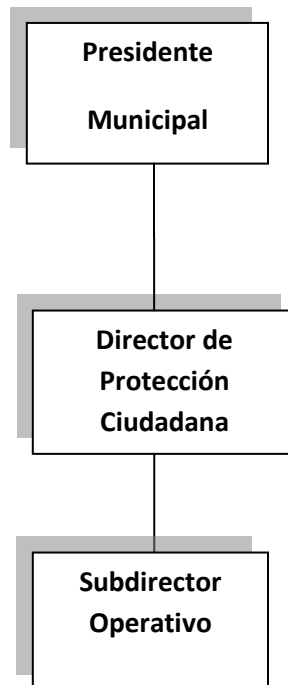 Presidente
Municipal
Director de
Protección
Ciudadana
Subdirector
Operativo